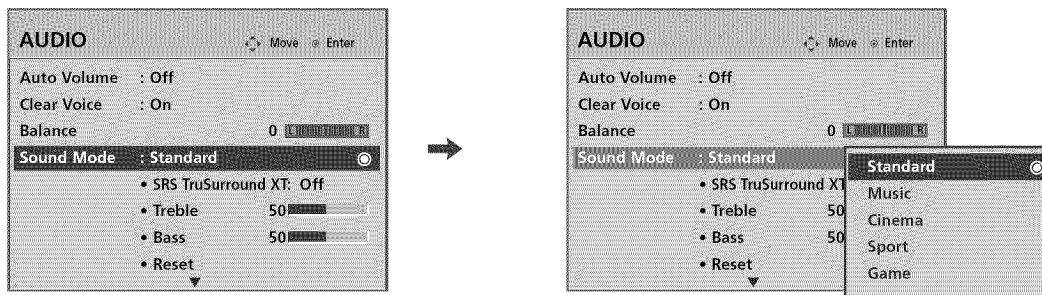 AUDIO
Move Enter
Auto Volume : Off
Clear Voice : On
Balance 0 L R
Sound Mode : Standard
• SRS TruSurround XT: Off
• Treble 50
• Bass 50
• Reset
AUDIO
Move Enter
Auto Volume : Off
Clear Voice : On
Balance 0 L R
Sound Mode : Standard
• SRS TruSurround XT
• Treble 50
• Bass 50
• Reset
Standard
Music
Cinema
Sport
Game